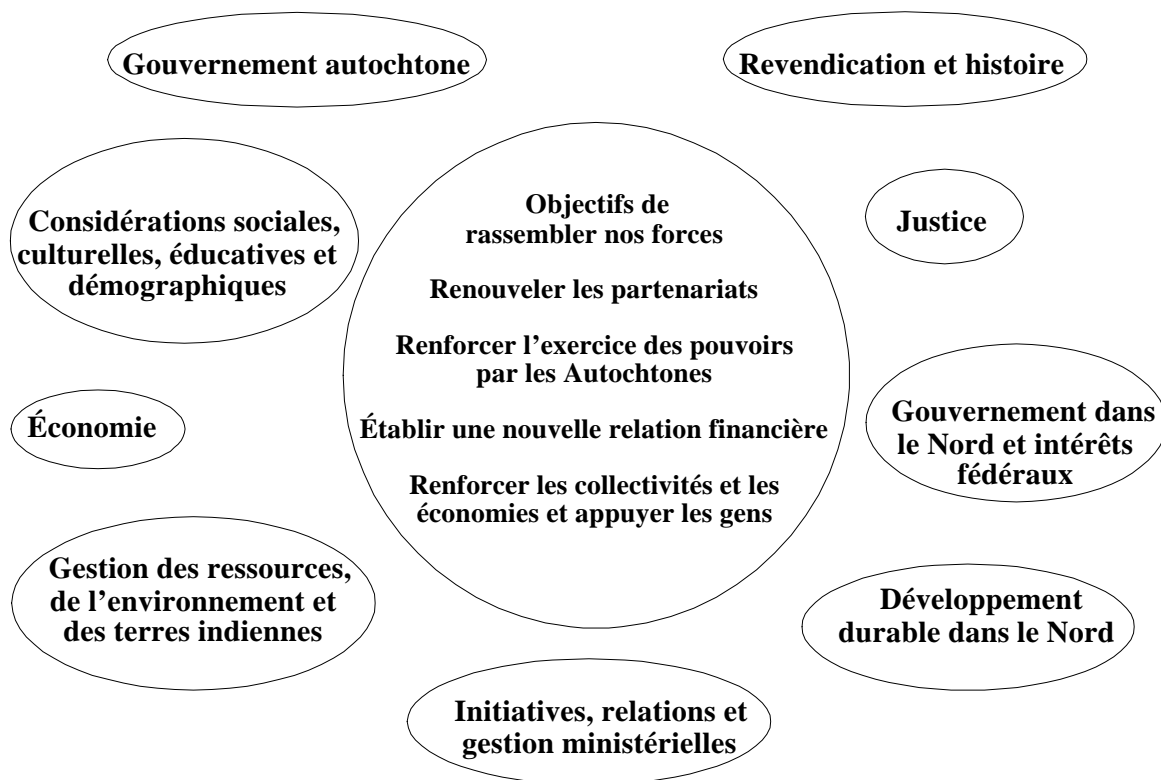 Gouvernement autochtone
Revendication et histoire
Considérations sociales,
culturelles, éducatives et
démographiques
Objectifs de
rassembler nos forces
Renouveler les partenariats
Renforcer l’exercice des pouvoirs
par les Autochtones
Établir une nouvelle relation financière
Renforcer les collectivités et les
économies et appuyer les gens
Justice
Économie
Gouvernement dans
le Nord et intérêts
fédéraux
Gestion des ressources,
de l’environnement et
des terres indiennes
Développement
durable dans le Nord
Initiatives, relations et
gestion ministérielles